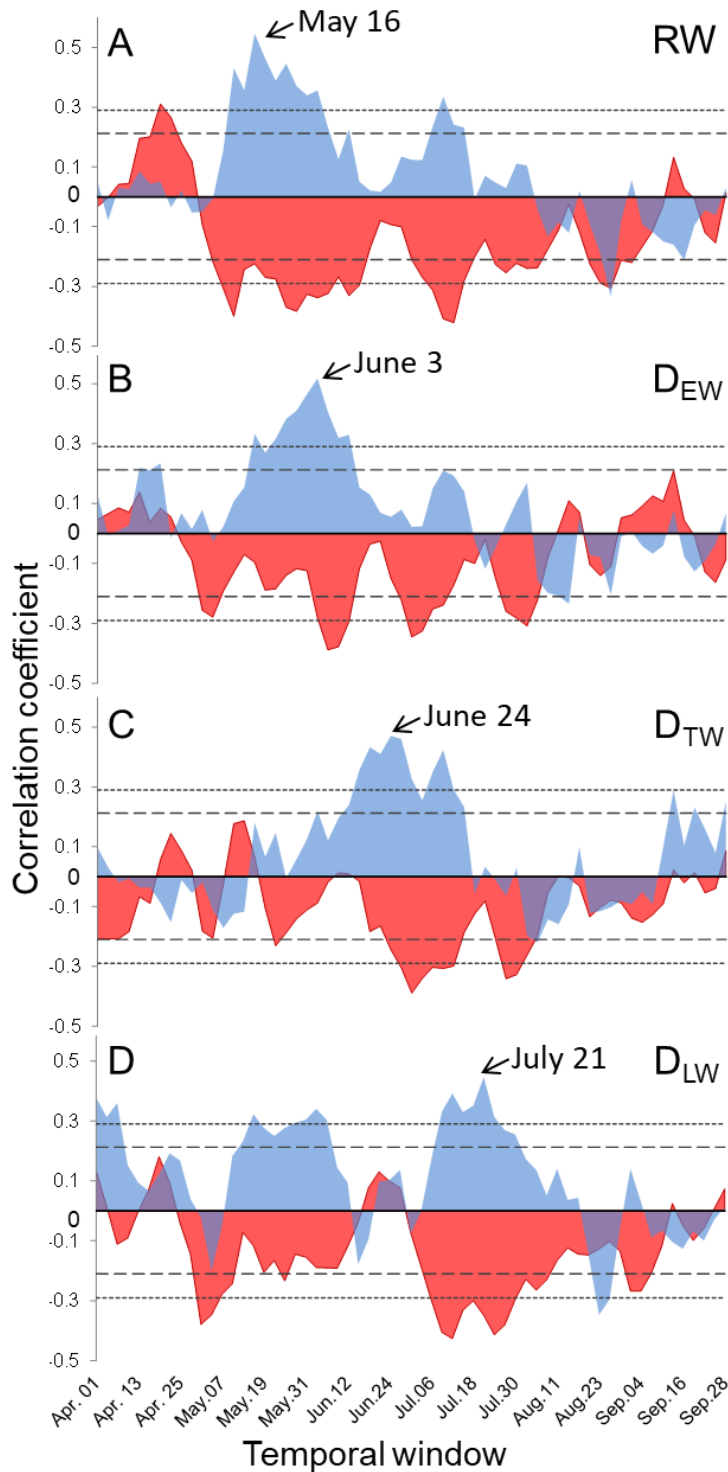 A
May 16
RW
0.5
0.3
0.1
0
-0.1
-0.3
-0.5
B
June 3
DEW
0.5
0.3
0.1
0
-0.1
-0.3
-0.5
C
June 24
DTW
0.5
0.3
0.1
0
-0.1
-0.3
-0.5
D
July 21
DLW
0.5
0.3
0.1
0
-0.1
-0.3
-0.5
Correlation coefficient
Apr. 01
Apr. 13
Apr. 25
May.07
May.19
May.31
Jun.12
Jun.24
Jul.06
Jul.18
Jul.30
Aug.11
Aug.23
Sep.04
Sep.16
Sep.28
Temporal window